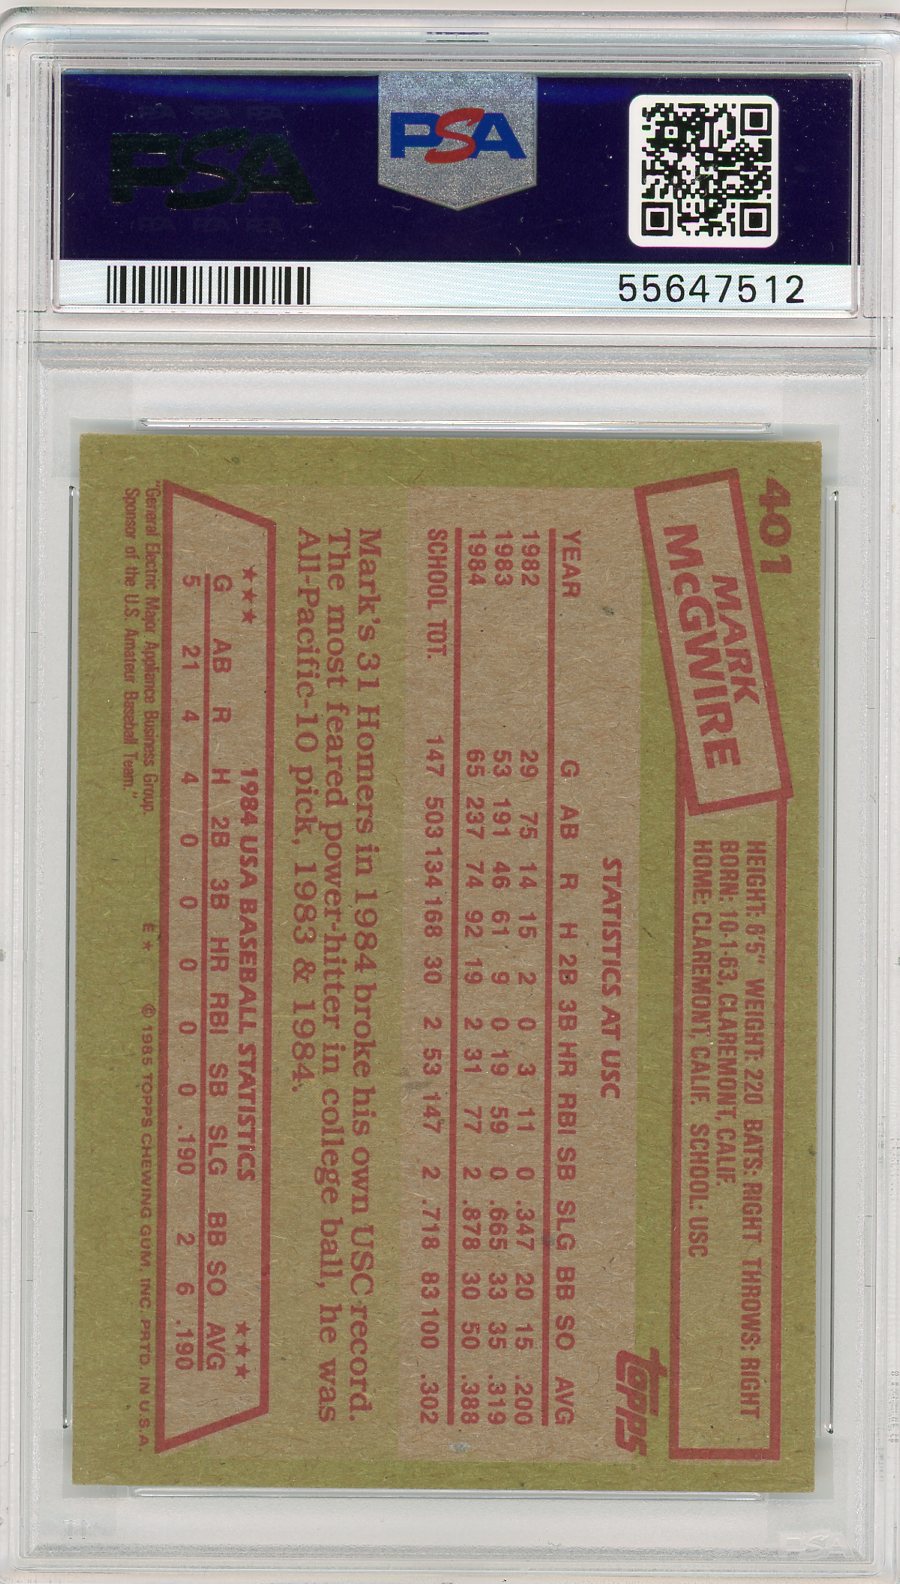 PSA
PSA
55647512
401
MARK
McGWIRE
HEIGHT: 6'5" WEIGHT: 220 BATS: RIGHT THROWS: RIGHT
BORN: 10-1-63, CLAREMONT, CALIF.
HOME: CLAREMONT, CALIF. SCHOOL: USC
topps
STATISTICS AT USC
YEAR G AB R H 2B 3B HR RBI SB SLG BB SO AVG
1982 29 75 14 15 2 0 3 11 0 .347 20 15 .200
1983 53 191 46 61 9 0 19 59 0 .665 33 35 .319
1984 65 237 74 92 19 2 31 77 2 .878 30 50 .388
SCHOOL TOT. 147 503 134 168 30 2 53 147 2 .718 83 100 .302
Mark's 31 Homers in 1984 broke his own USC record.
The most feared power-hitter in college ball, he was
All-Pacific-10 pick, 1983 & 1984.
★★★ 1984 USA BASEBALL STATISTICS ★★★
G AB R H 2B 3B HR RBI SB SLG BB SO AVG
5 21 4 4 0 0 0 0 0 .190 2 6 .190
"General Electric Major Appliance Business Group.
Sponsor of the U.S. Amateur Baseball Team."
E★ © 1985 TOPPS CHEWING GUM, INC. PRTD. IN U.S.A.
PSA